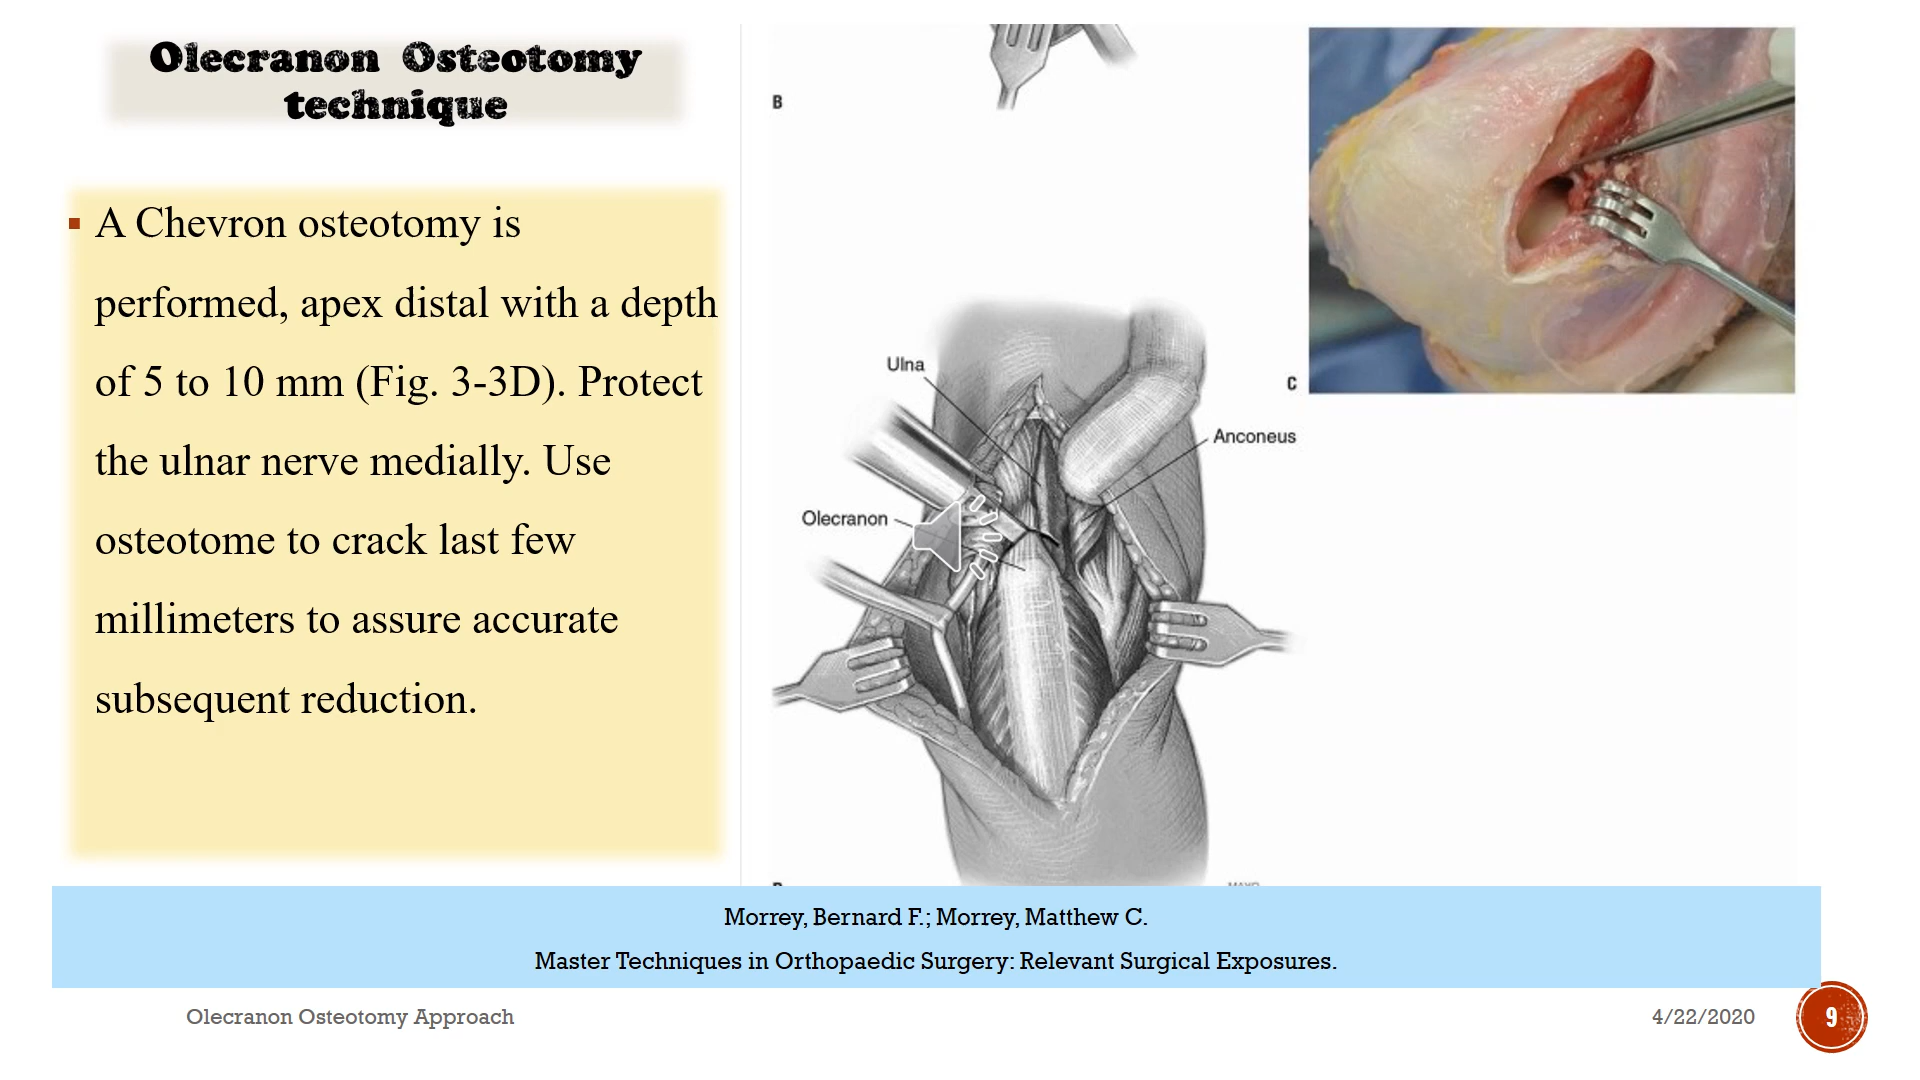 Olecranon Osteotomy
technique
A Chevron osteotomy is
performed, apex distal with a depth
of 5 to 10 mm (Fig. 3-3D). Protect
the ulnar nerve medially. Use
osteotome to crack last few
millimeters to assure accurate
subsequent reduction.
B
C
Ulna
Anconeus
Olecranon
Morrey, Bernard F.; Morrey, Matthew C.
Master Techniques in Orthopaedic Surgery: Relevant Surgical Exposures.
Olecranon Osteotomy Approach
4/22/2020
9